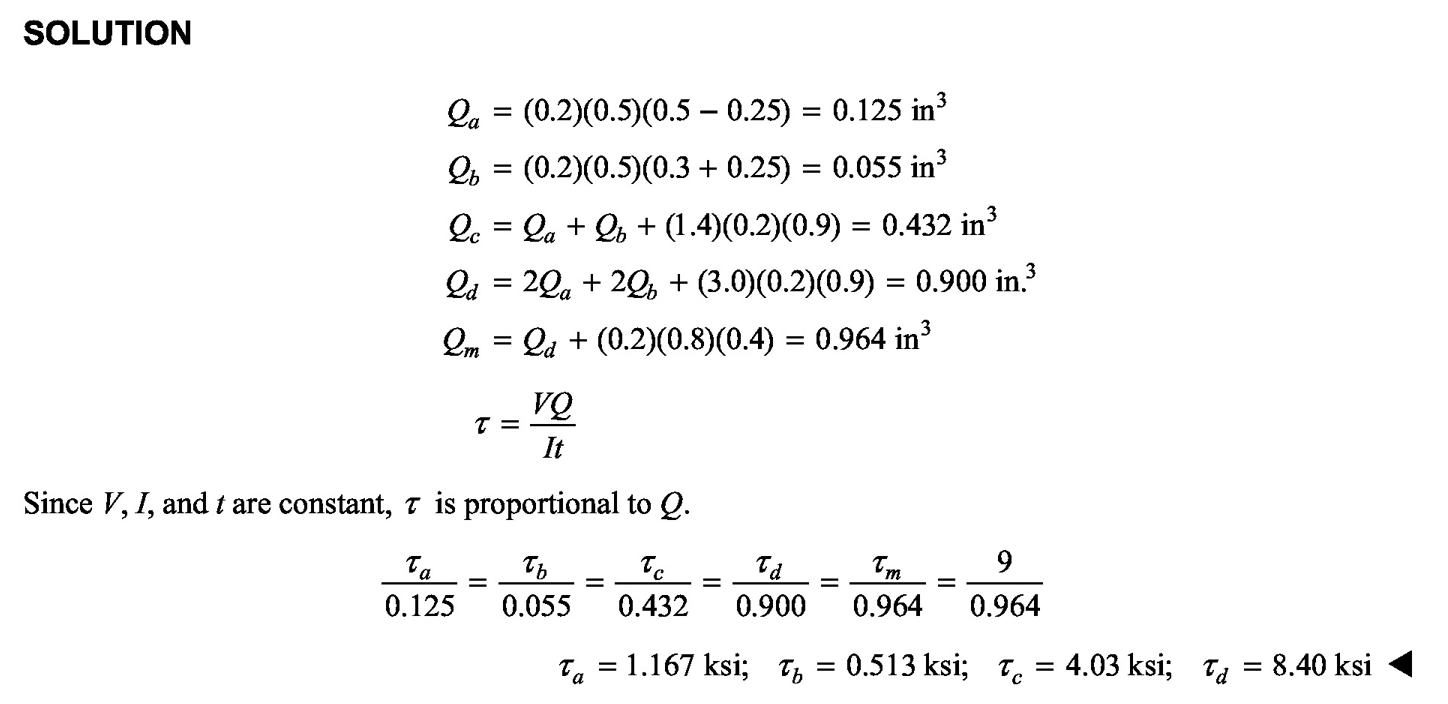 SOLUTION
Qa = (0.2)(0.5)(0.5 − 0.25) = 0.125 in³
Qb = (0.2)(0.5)(0.3 + 0.25) = 0.055 in³
Qc = Qa + Qb + (1.4)(0.2)(0.9) = 0.432 in³
Qd = 2Qa + 2Qb + (3.0)(0.2)(0.9) = 0.900 in.³
Qm = Qd + (0.2)(0.8)(0.4) = 0.964 in³
τ = VQ/It
Since V, I, and t are constant, τ is proportional to Q.
τa/0.125 = τb/0.055 = τc/0.432 = τd/0.900 = τm/0.964 = 9/0.964
τa = 1.167 ksi; τb = 0.513 ksi; τc = 4.03 ksi; τd = 8.40 ksi ◄